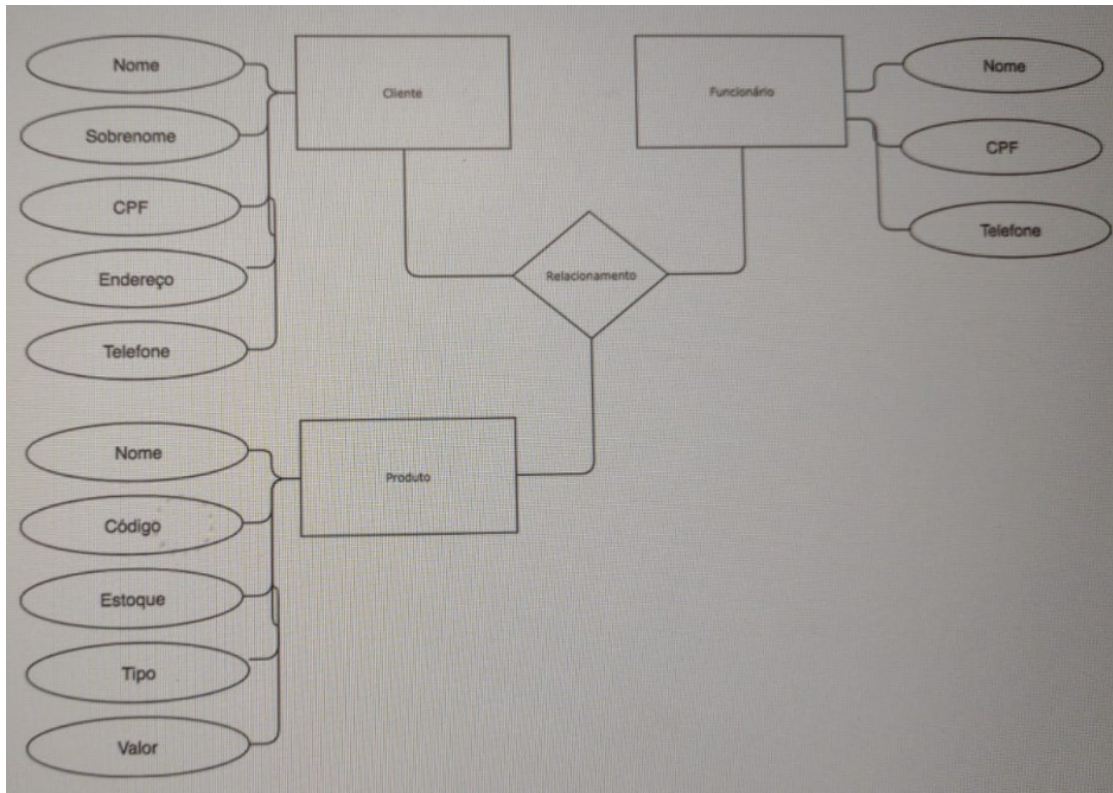 Nome
Sobrenome
CPF
Endereço
Telefone
Cliente
Funcionário
Nome
CPF
Telefone
Relacionamento
Nome
Código
Estoque
Tipo
Valor
Produto